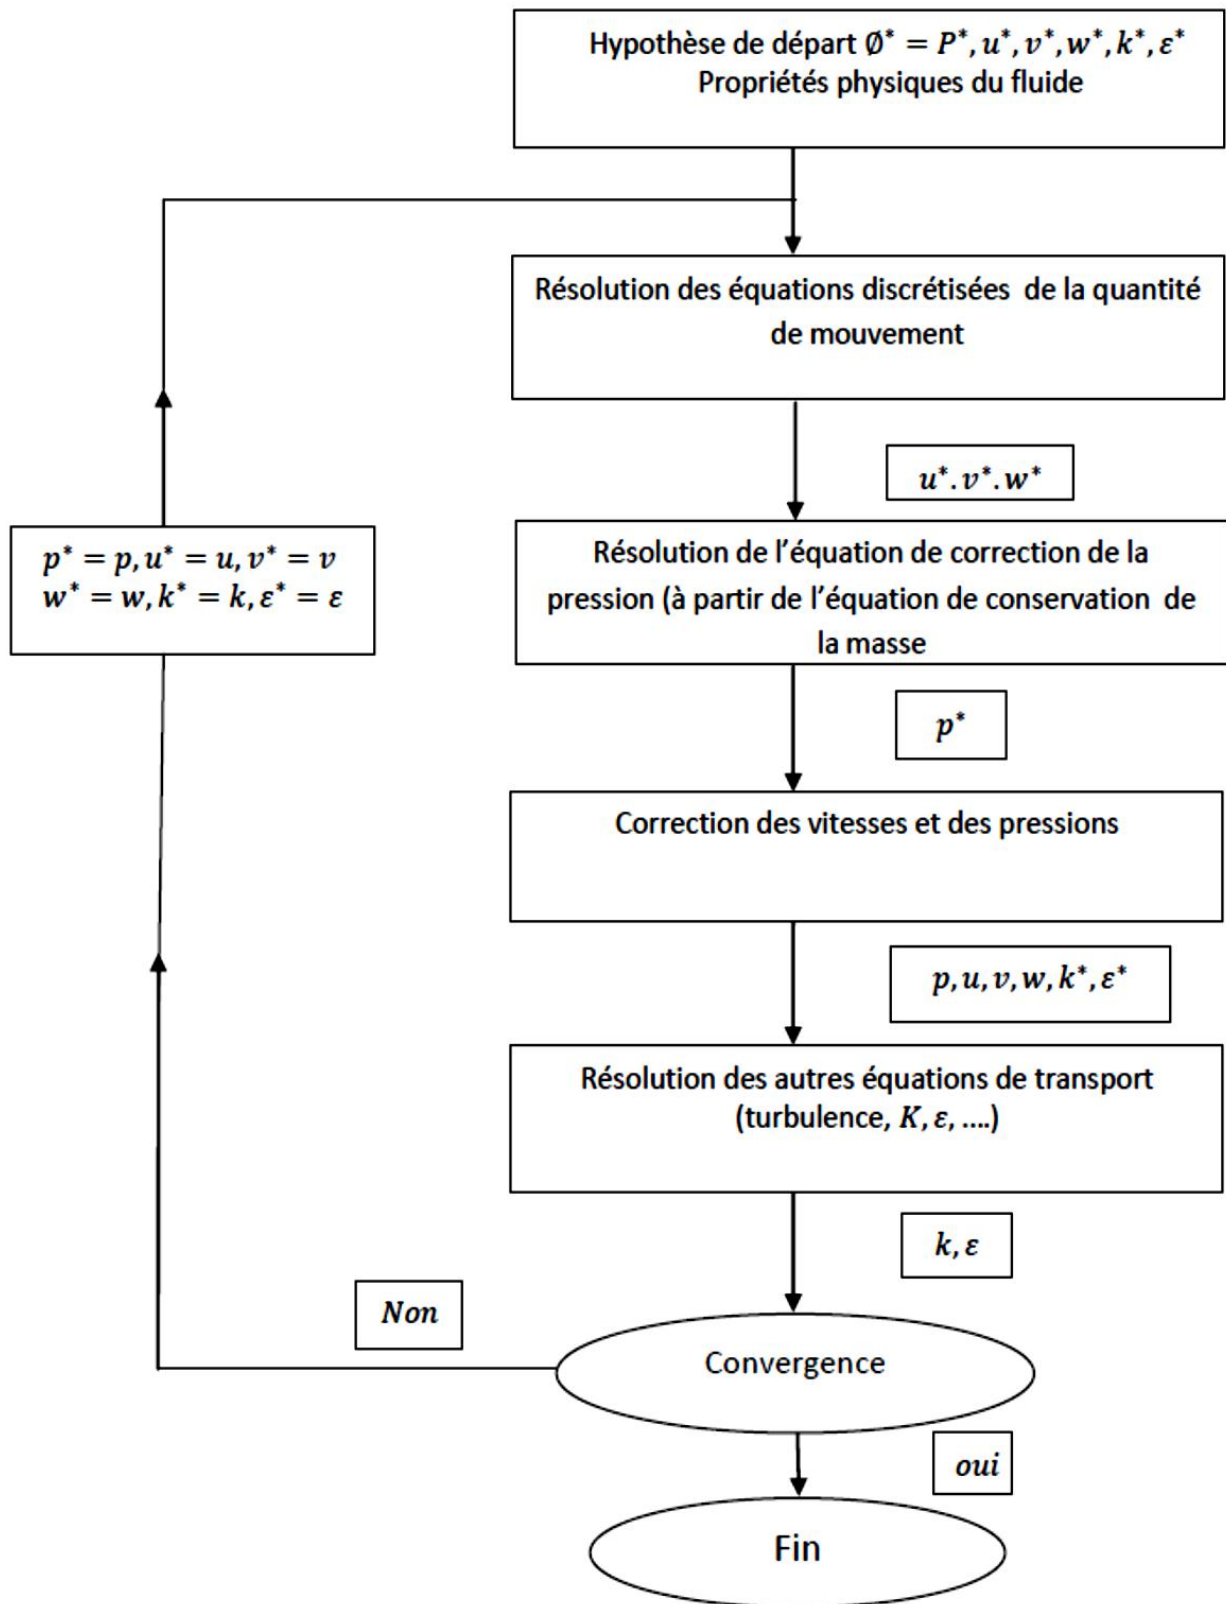 Hypothèse de départ Ø* = P*, u*, v*, w*, k*, ε*
Propriétés physiques du fluide
Résolution des équations discrétisées de la quantité
de mouvement
u*. v*. w*
p* = p, u* = u, v* = v
w* = w, k* = k, ε* = ε
Résolution de l'équation de correction de la
pression (à partir de l'équation de conservation de
la masse
p*
Correction des vitesses et des pressions
p, u, v, w, k*, ε*
Résolution des autres équations de transport
(turbulence, K, ε, ....)
k, ε
Non
Convergence
oui
Fin